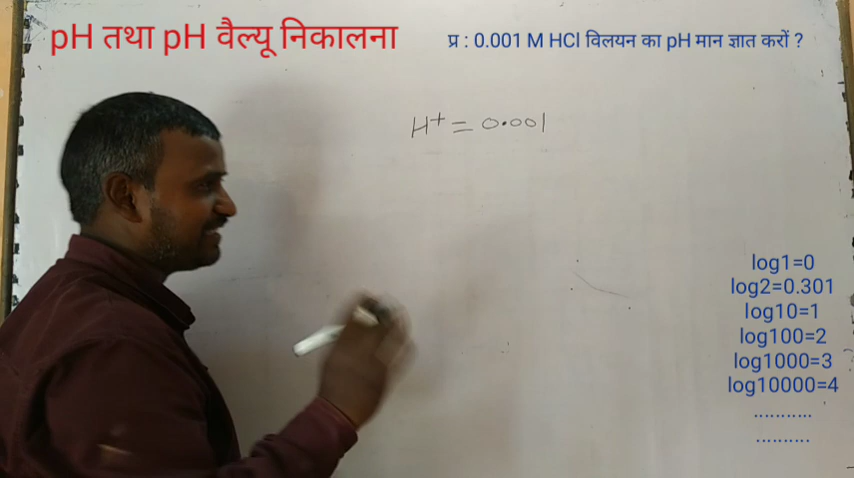 pH तथा pH वैल्यू निकालना
प्र : 0.001 M HCl विलयन का pH मान ज्ञात करों ?
H⁺ = 0.001
log1=0
log2=0.301
log10=1
log100=2
log1000=3
log10000=4
...........
..........